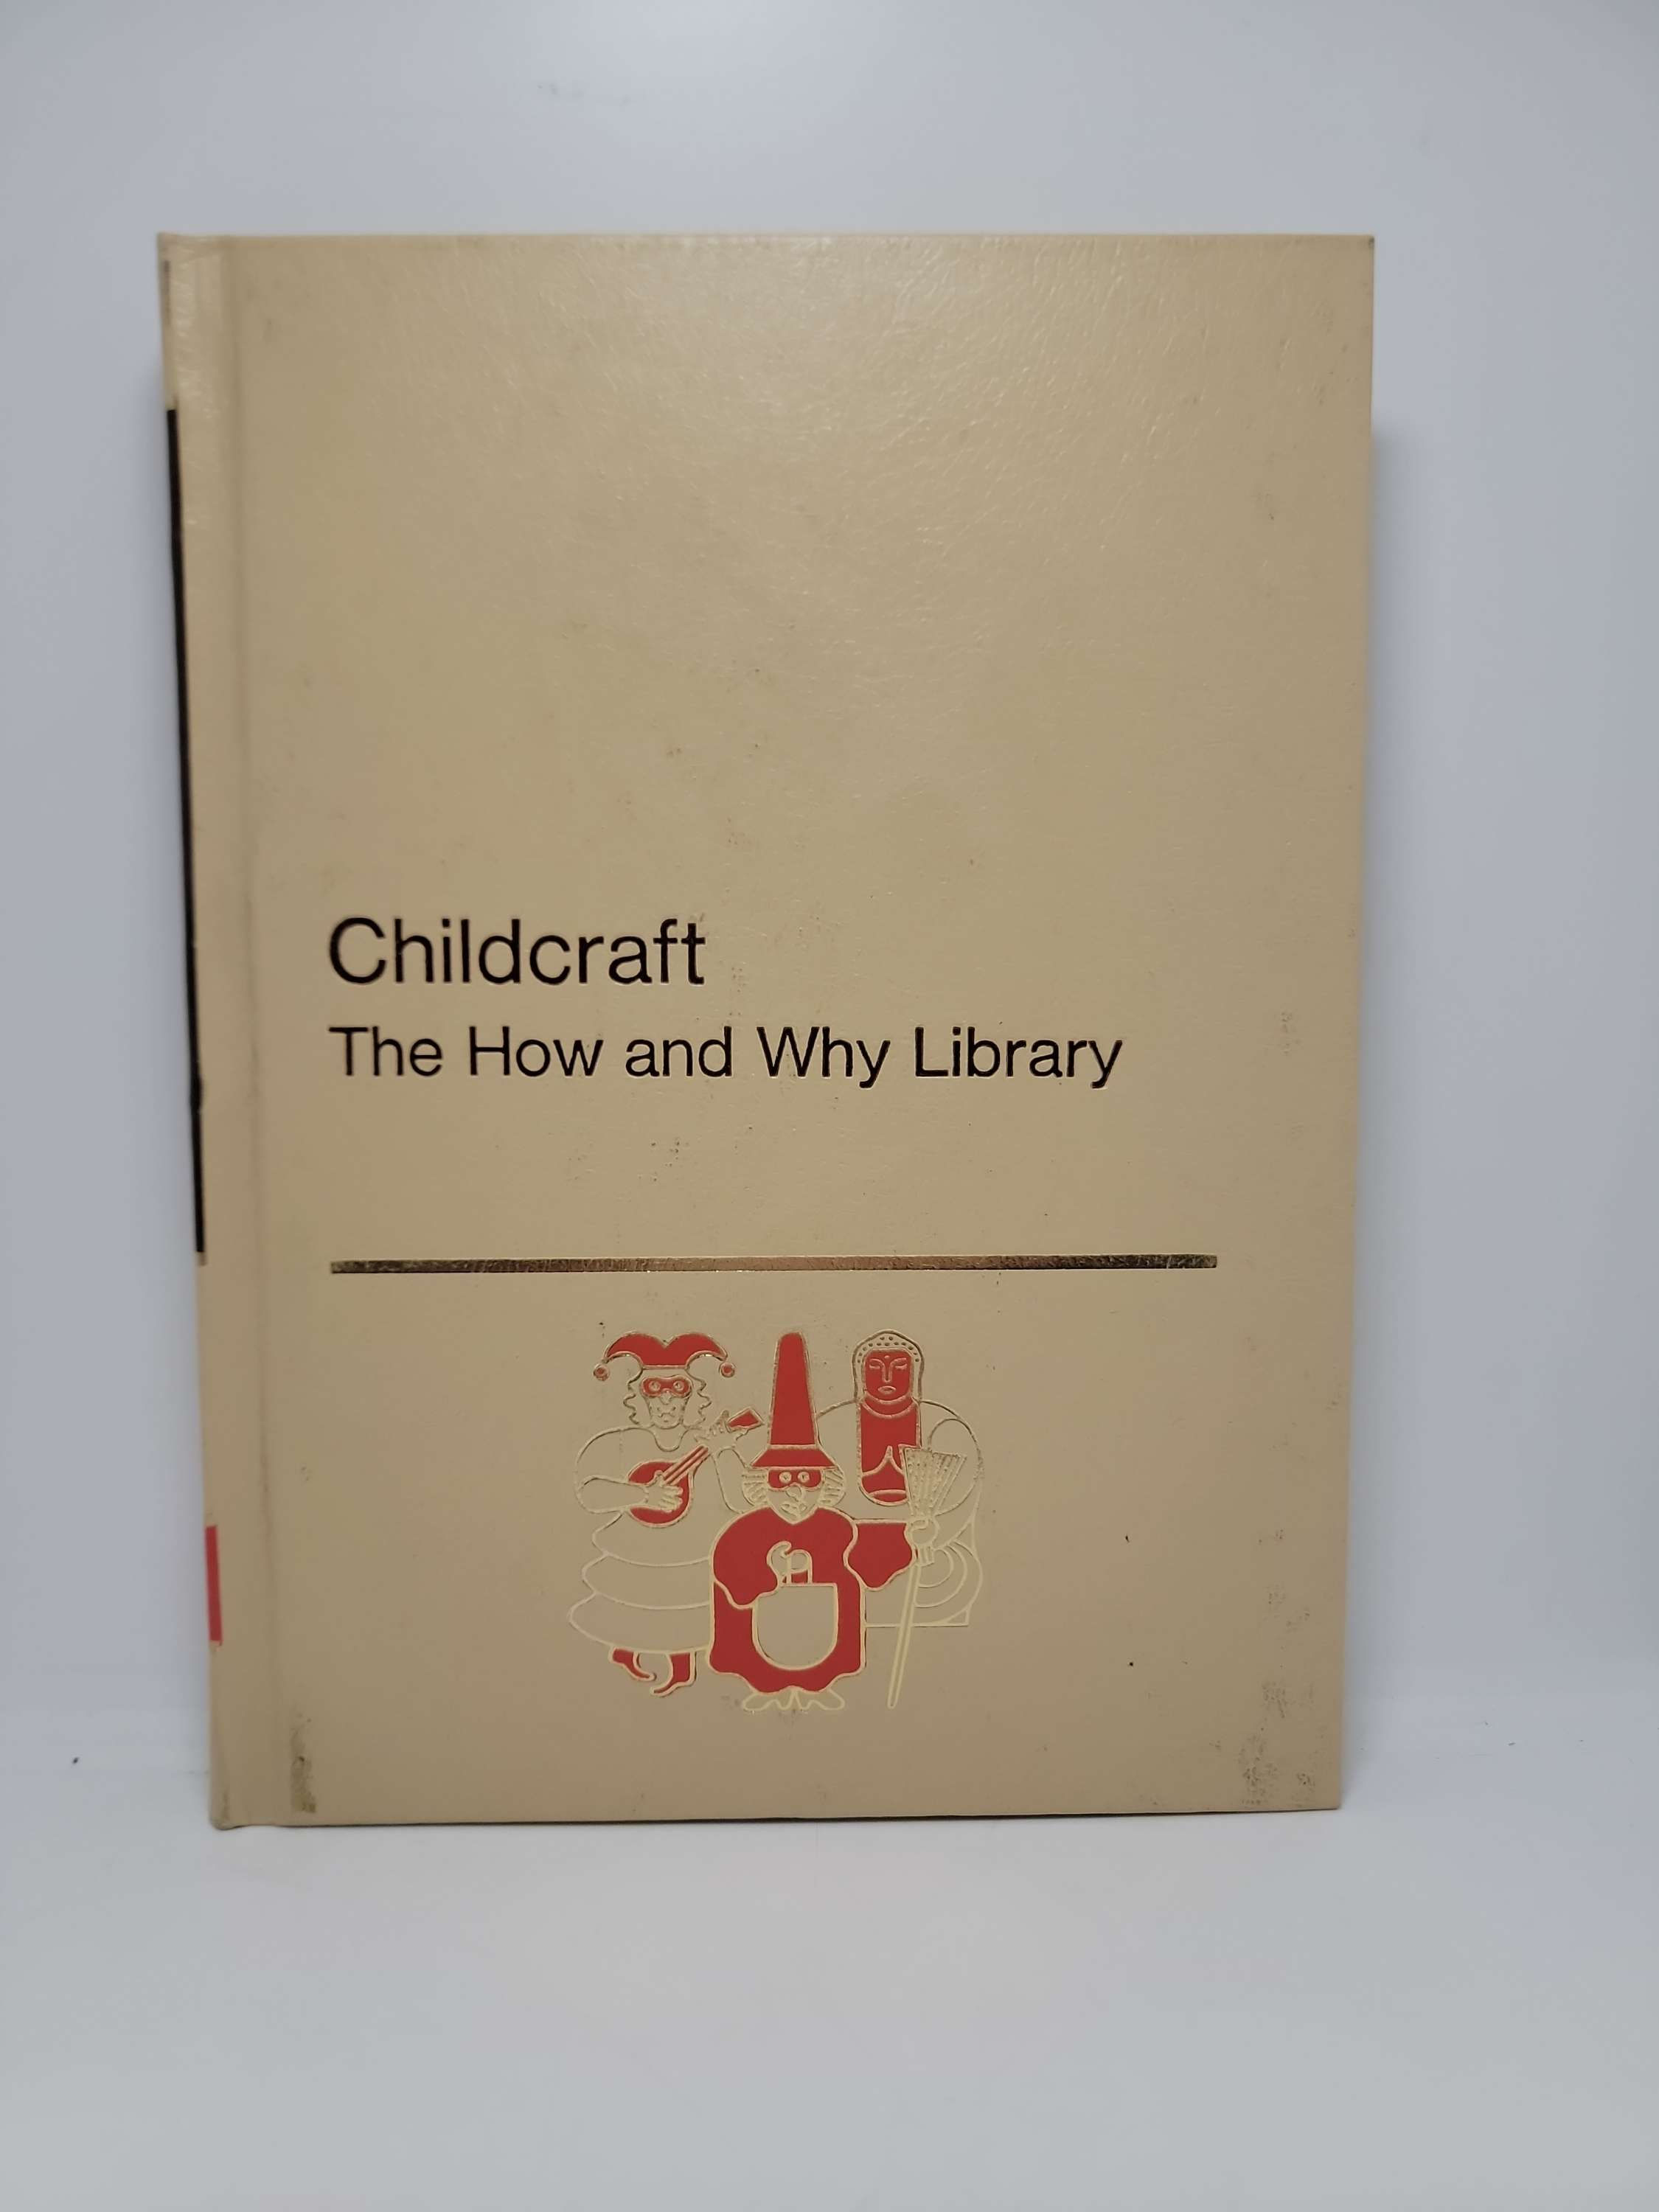 Childcraft
The How and Why Library